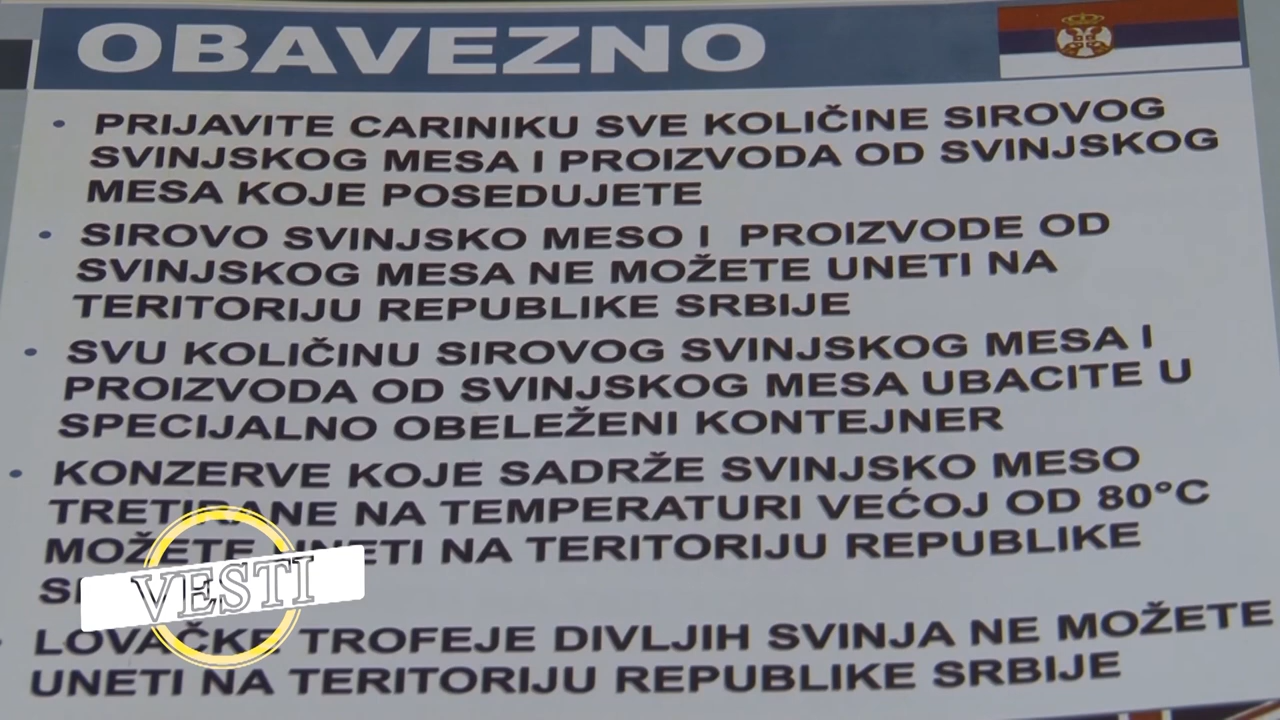 OBAVEZNO
• PRIJAVITE CARINIKU SVE KOLIČINE SIROVOG
SVINJSKOG MESA I PROIZVODA OD SVINJSKOG
MESA KOJE POSEDUJETE
• SIROVO SVINJSKO MESO I PROIZVODE OD
SVINJSKOG MESA NE MOŽETE UNETI NA
TERITORIJU REPUBLIKE SRBIJE
• SVU KOLIČINU SIROVOG SVINJSKOG MESA I
PROIZVODA OD SVINJSKOG MESA UBACITE U
SPECIJALNO OBELEŽENI KONTEJNER
• KONZERVE KOJE SADRŽE SVINJSKO MESO
TRETIRANE NA TEMPERATURI VEĆOJ OD 80°C
MOŽETE UNETI NA TERITORIJU REPUBLIKE
VESTI
• LOVAČKE TROFEJE DIVLJIH SVINJA NE MOŽETE
UNETI NA TERITORIJU REPUBLIKE SRBIJE